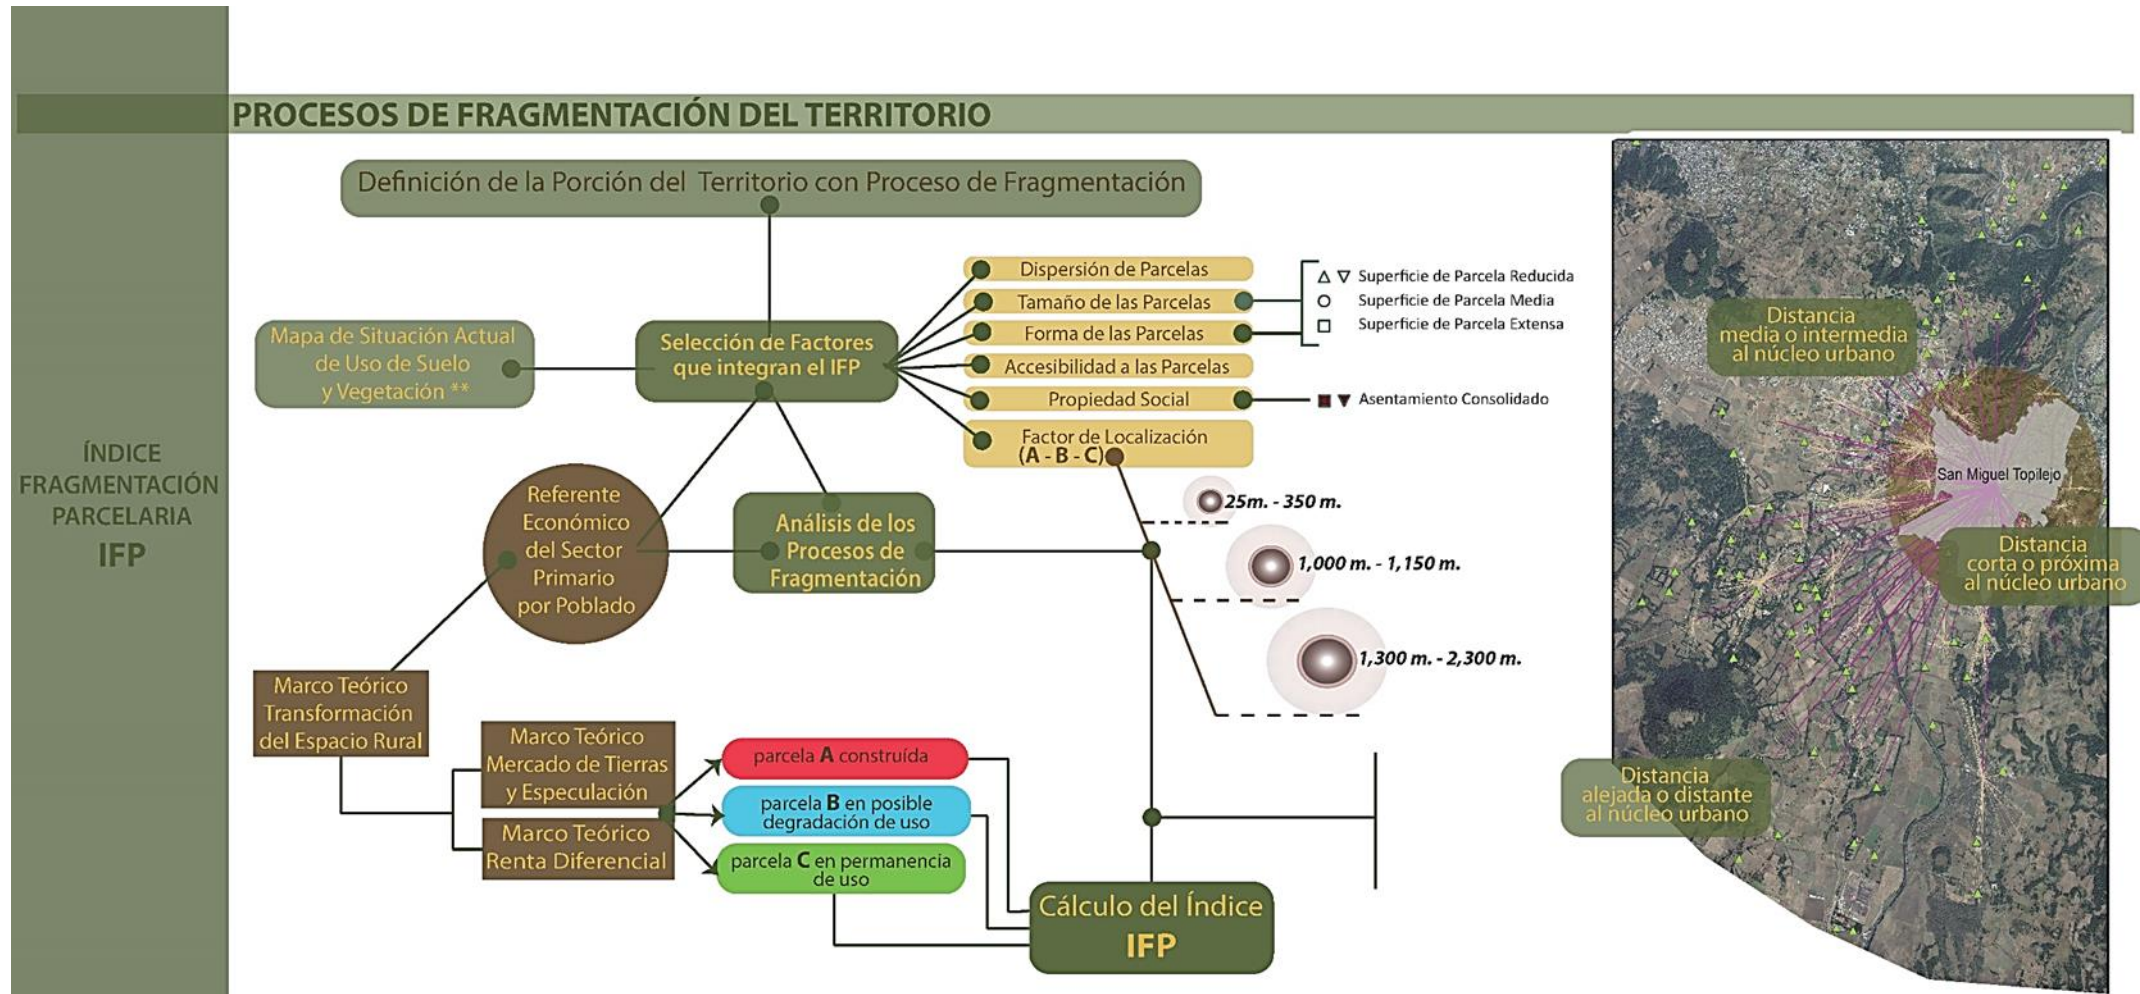 PROCESOS DE FRAGMENTACIÓN DEL TERRITORIO
ÍNDICE
FRAGMENTACIÓN
PARCELARIA
IFP
Definición de la Porción del Territorio con Proceso de Fragmentación
Mapa de Situación Actual
de Uso de Suelo
y Vegetación **
Selección de Factores
que integran el IFP
Dispersión de Parcelas
Tamaño de las Parcelas
Forma de las Parcelas
Accesibilidad a las Parcelas
Propiedad Social
Factor de Localización
(A - B - C)
Superficie de Parcela Reducida
Superficie de Parcela Media
Superficie de Parcela Extensa
Asentamiento Consolidado
Referente
Económico
del Sector
Primario
por Poblado
Análisis de los
Procesos de
Fragmentación
25m. - 350 m.
1,000 m. - 1,150 m.
1,300 m. - 2,300 m.
Marco Teórico
Transformación
del Espacio Rural
Marco Teórico
Mercado de Tierras
y Especulación
Marco Teórico
Renta Diferencial
parcela A construída
parcela B en posible
degradación de uso
parcela C en permanencia
de uso
Cálculo del Índice
IFP
Distancia
media o intermedia
al núcleo urbano
San Miguel Topilejo
Distancia
corta o próxima
al núcleo urbano
Distancia
alejada o distante
al núcleo urbano